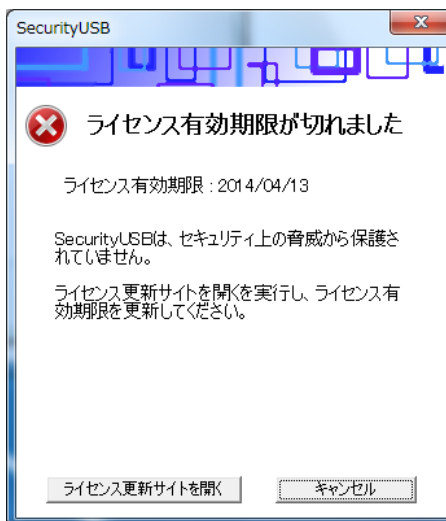 SecurityUSB
ライセンス有効期限が切れました
ライセンス有効期限 : 2014/04/13
SecurityUSBは、セキュリティ上の脅威から保護さ
れていません。
ライセンス更新サイトを開くを実行し、ライセンス有
効期限を更新してください。
ライセンス更新サイトを開く
キャンセル